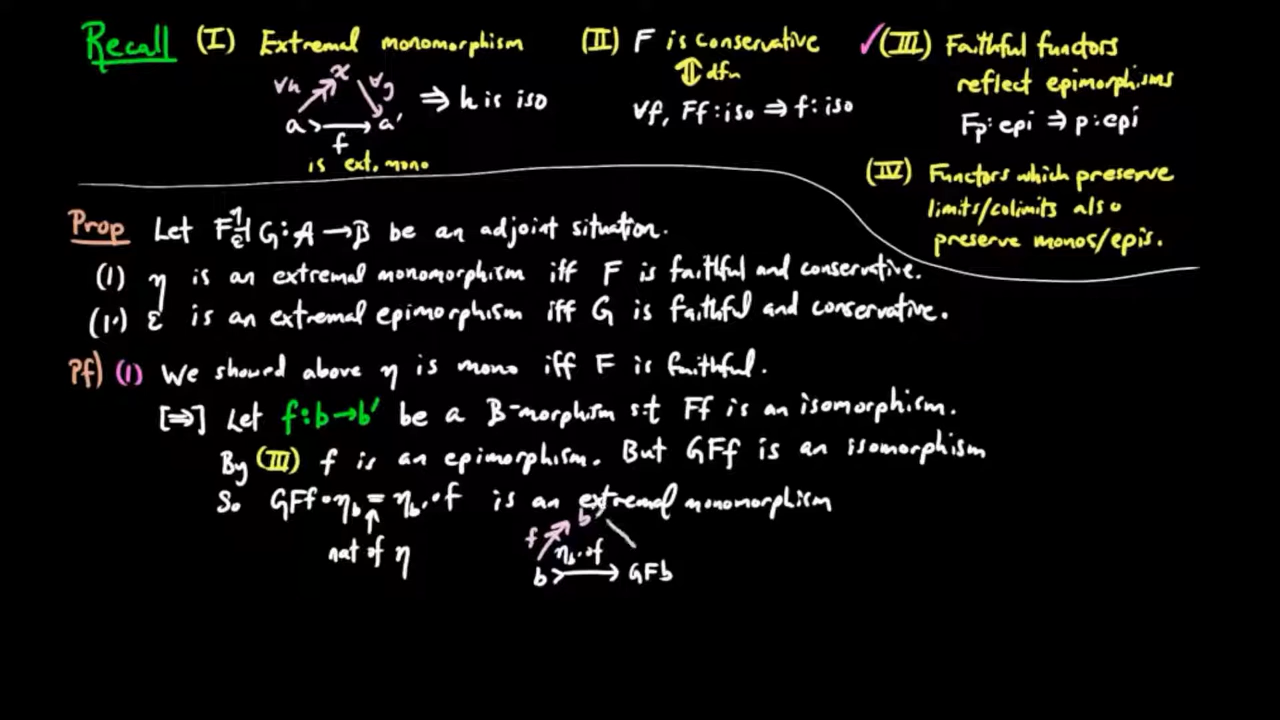 Recall (I) Extremal monomorphism
∀h x ∀g
a f a' ⇒ h is iso
is ext. mono
(II) F is conservative
⇕ dfn
∀f, Ff : iso ⇒ f : iso
✓(III) Faithful functors
reflect epimorphisms
Fp : epi ⇒ p : epi
(IV) Functors which preserve
limits/colimits also
preserve monos/epis.
Prop Let F η/ε ⊣ G : A → B be an adjoint situation.
(1) η is an extremal monomorphism iff F is faithful and conservative.
(1·) ε is an extremal epimorphism iff G is faithful and conservative.
Pf) (1) We showed above η is mono iff F is faithful.
[⇒] Let f : b → b' be a B-morphism s.t Ff is an isomorphism.
By (III) f is an epimorphism. But GFf is an isomorphism
So GFf ∘ η_b = η_b' ∘ f is an extremal monomorphism
↑
nat of η
f b'
η_b' ∘ f
b GFb